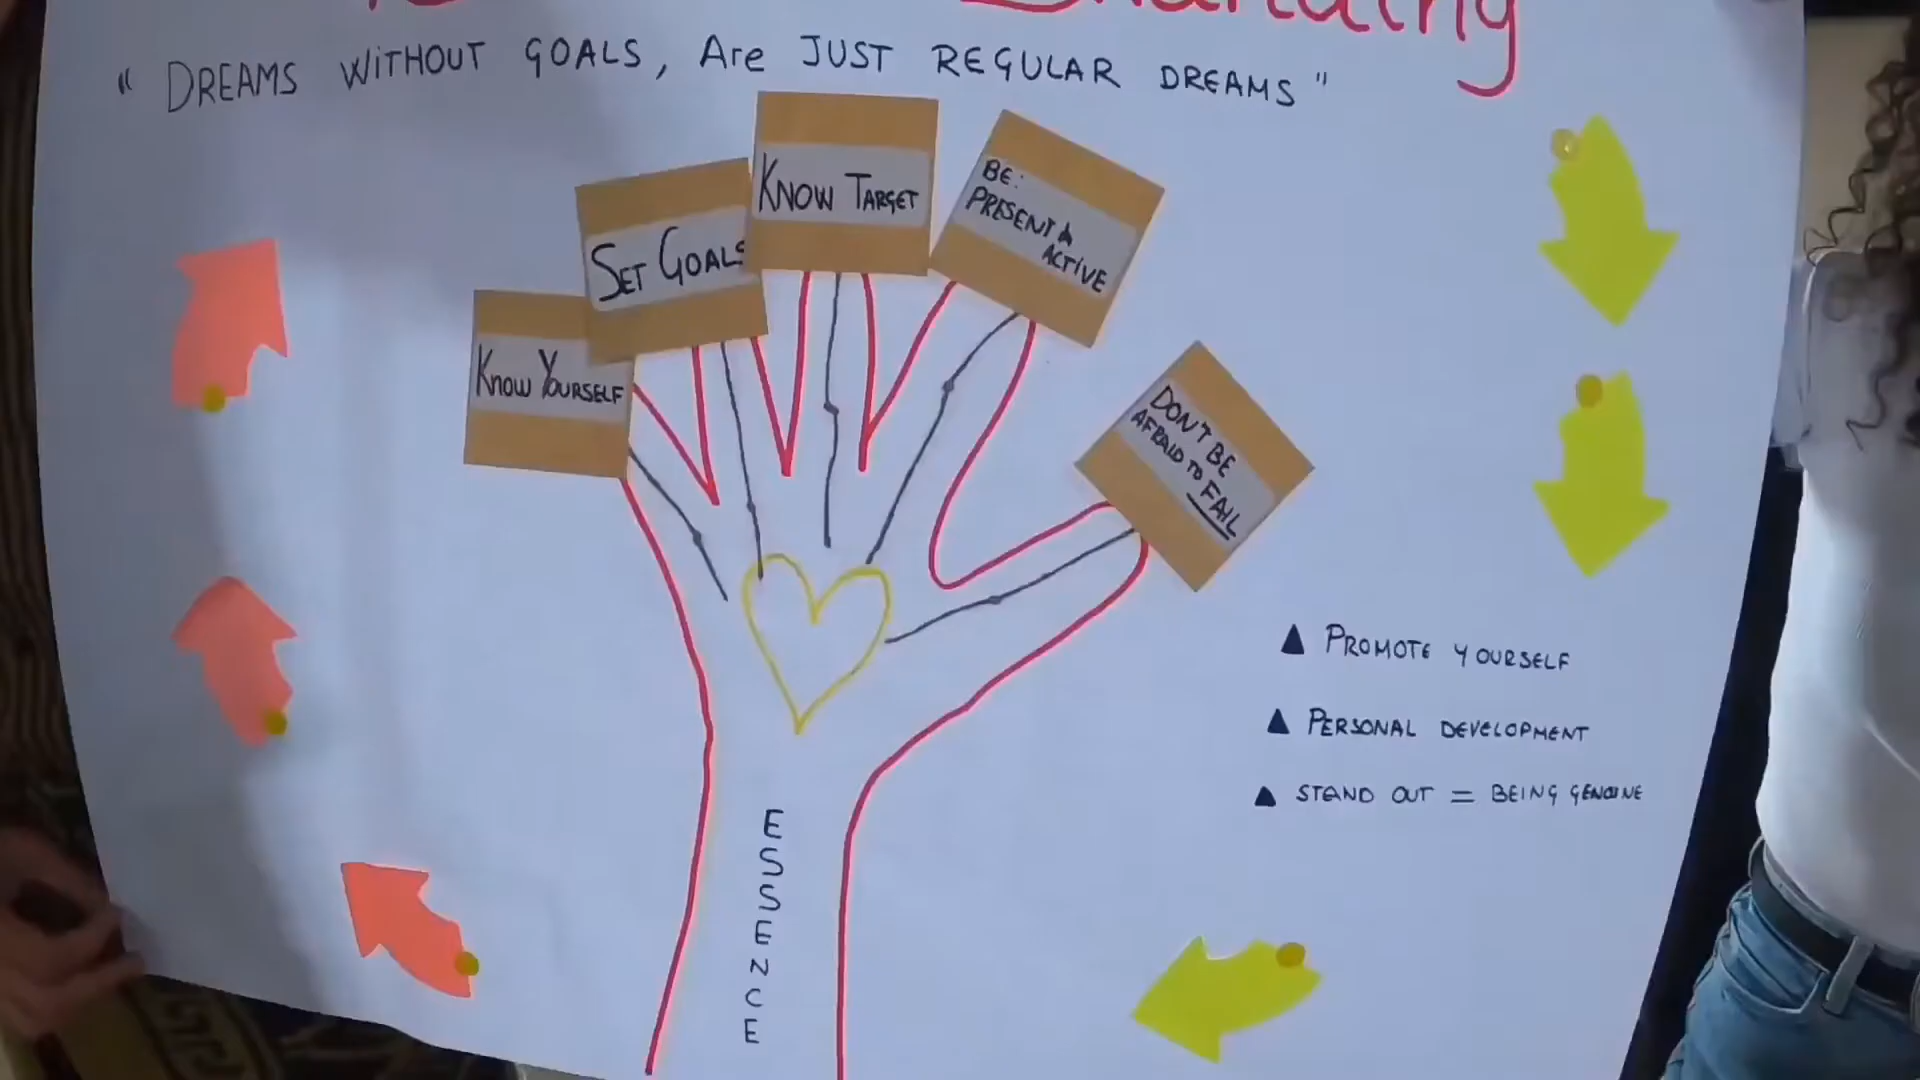 Branding
" DREAMS WITHOUT GOALS, Are JUST REGULAR DREAMS "
KNOW YOURSELF
SET GOALS
KNOW TARGET
BE:
PRESENT &
ACTIVE
DON'T BE
AFRAID TO
FAIL
▲ PROMOTE YOURSELF
▲ PERSONAL DEVELOPMENT
▲ STAND OUT = BEING GENUINE
ESSENCE